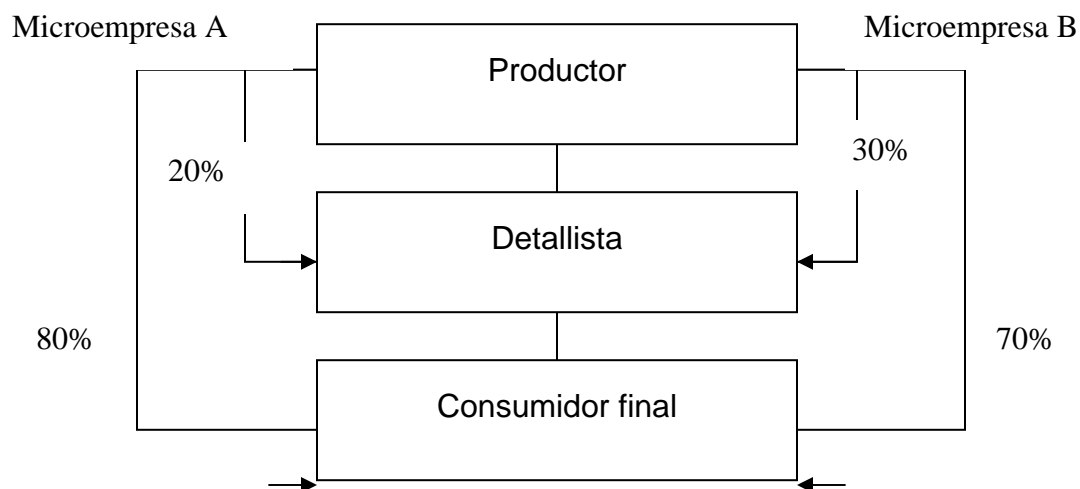 Microempresa A
Microempresa B
Productor
20%
30%
Detallista
80%
70%
Consumidor final